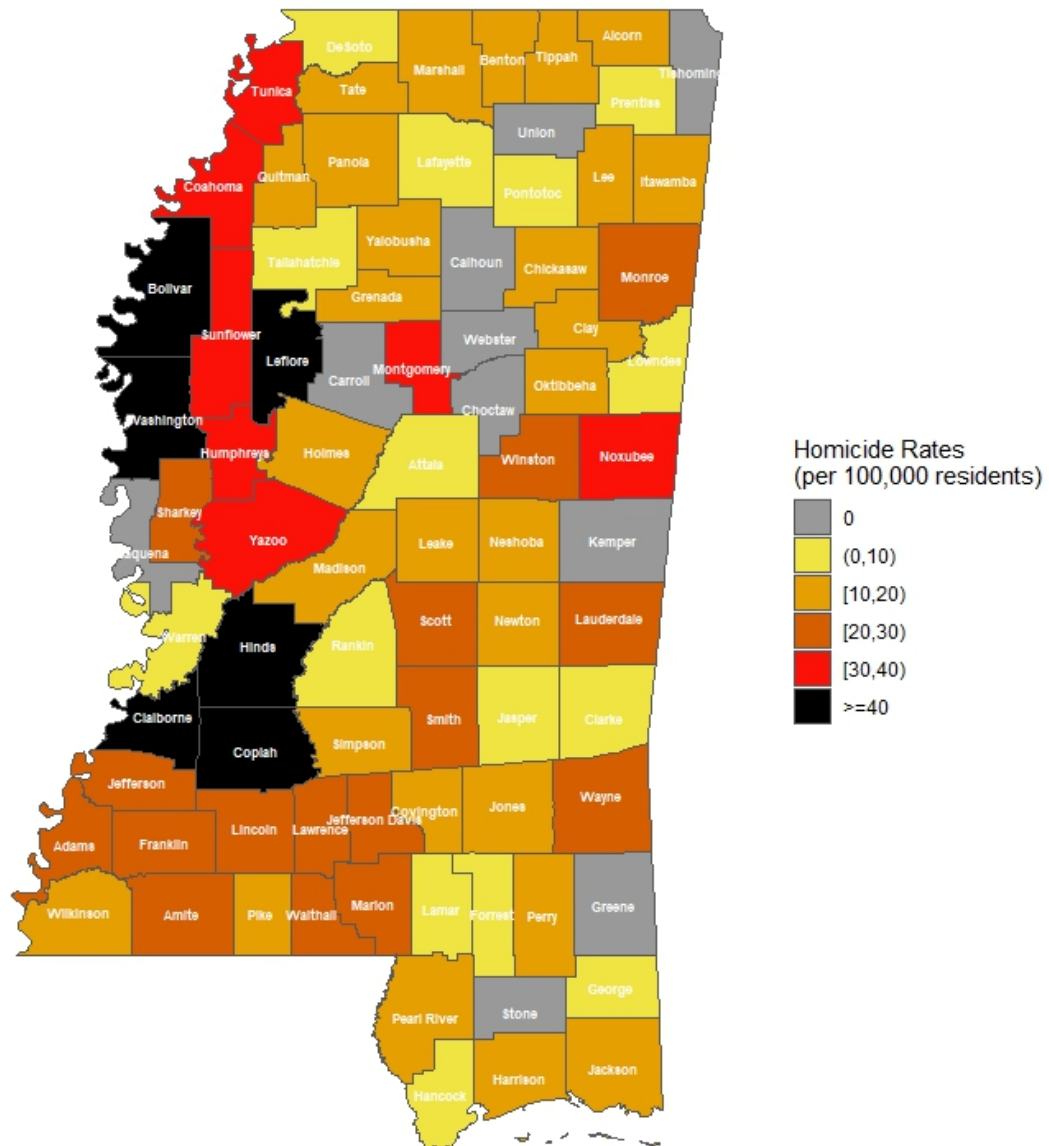 DeSoto
Alcorn
Benton
Tippah
Marshall
Tishoming
Tunica
Tate
Prentiss
Union
Panola
Lafayette
Quitman
Lee
Itawamba
Coahoma
Pontotoc
Yalobusha
Tallahatchie
Calhoun
Chickasaw
Monroe
Bolivar
Grenada
Clay
Sunflower
Webster
Leflore
Lowndes
Montgomery
Carroll
Oktibbeha
Choctaw
Washington
Humphreys
Holmes
Winston
Noxubee
Attala
Homicide Rates
(per 100,000 residents)
0
(0,10)
[10,20)
[20,30)
[30,40)
>=40
Sharkey
Yazoo
Leake
Neshoba
Kemper
squena
Madison
Scott
Newton
Lauderdale
Warren
Hinds
Rankin
Claiborne
Smith
Jasper
Clarke
Copiah
Simpson
Jefferson
Wayne
Covington
Jones
Jefferson Davis
Lincoln
Lawrence
Adams
Franklin
Marion
Greene
Wilkinson
Amite
Pike
Walthall
Lamar
Forrest
Perry
George
Stone
Pearl River
Jackson
Harrison
Hancock